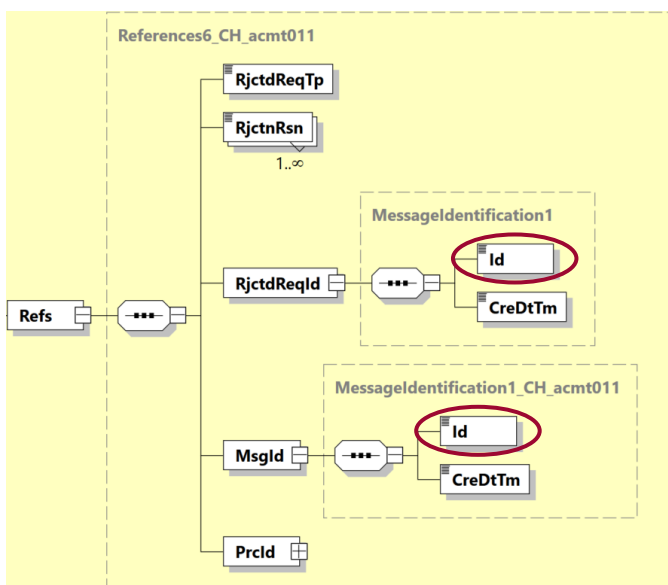 References6_CH_acmt011
RjctdReqTp
RjctnRsn
1..∞
MessageIdentification1
Id
RjctdReqId
CreDtTm
Refs
MessageIdentification1_CH_acmt011
Id
MsgId
CreDtTm
PrcId